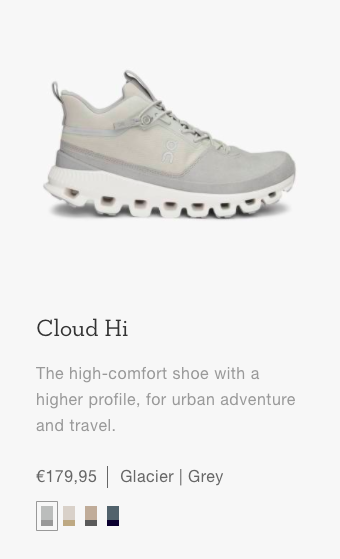 Cloud Hi
The high-comfort shoe with a
higher profile, for urban adventure
and travel.
€179,95 | Glacier | Grey